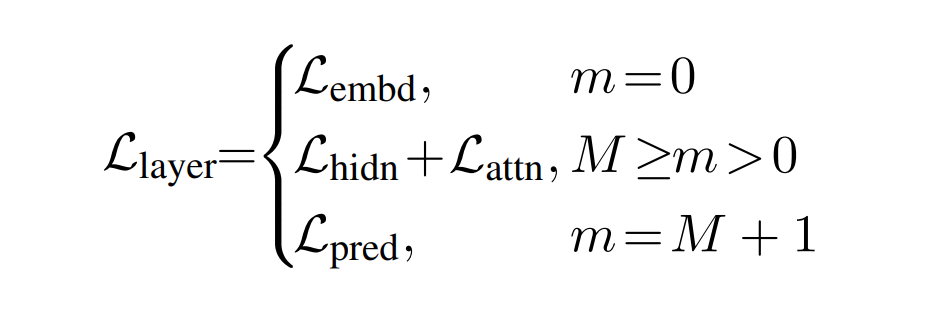 ℒembd, m=0
ℒlayer= ℒhidn+ℒattn, M ≥m>0
ℒpred, m=M+1